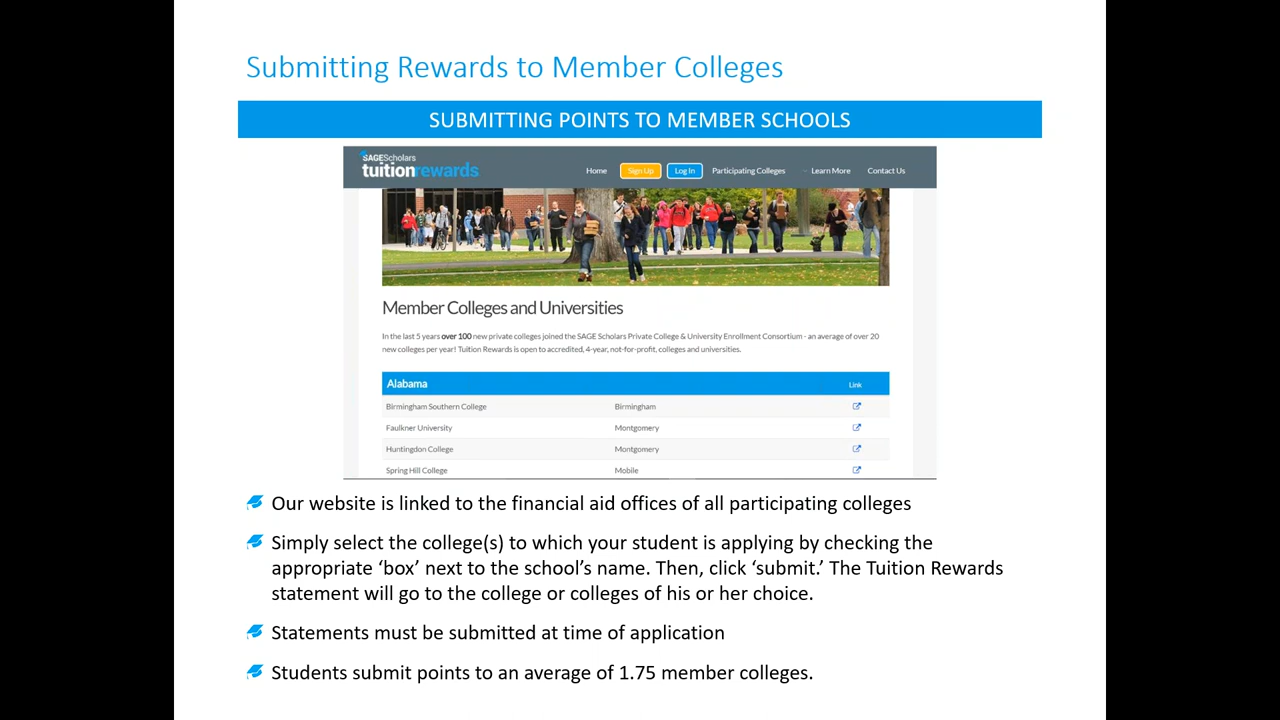 Submitting Rewards to Member Colleges
SUBMITTING POINTS TO MEMBER SCHOOLS
SAGEScholars
tuitionrewards
Home Sign Up Log In Participating Colleges Learn More Contact Us
Member Colleges and Universities
In the last 5 years over 100 new private colleges joined the SAGE Scholars Private College & University Enrollment Consortium - an average of over 20
new colleges per year! Tuition Rewards is open to accredited, 4-year, not-for-profit, colleges and universities.
Alabama Link
Birmingham Southern College Birmingham
Faulkner University Montgomery
Huntingdon College Montgomery
Spring Hill College Mobile
Our website is linked to the financial aid offices of all participating colleges
Simply select the college(s) to which your student is applying by checking the
appropriate ‘box’ next to the school’s name. Then, click ‘submit.’ The Tuition Rewards
statement will go to the college or colleges of his or her choice.
Statements must be submitted at time of application
Students submit points to an average of 1.75 member colleges.